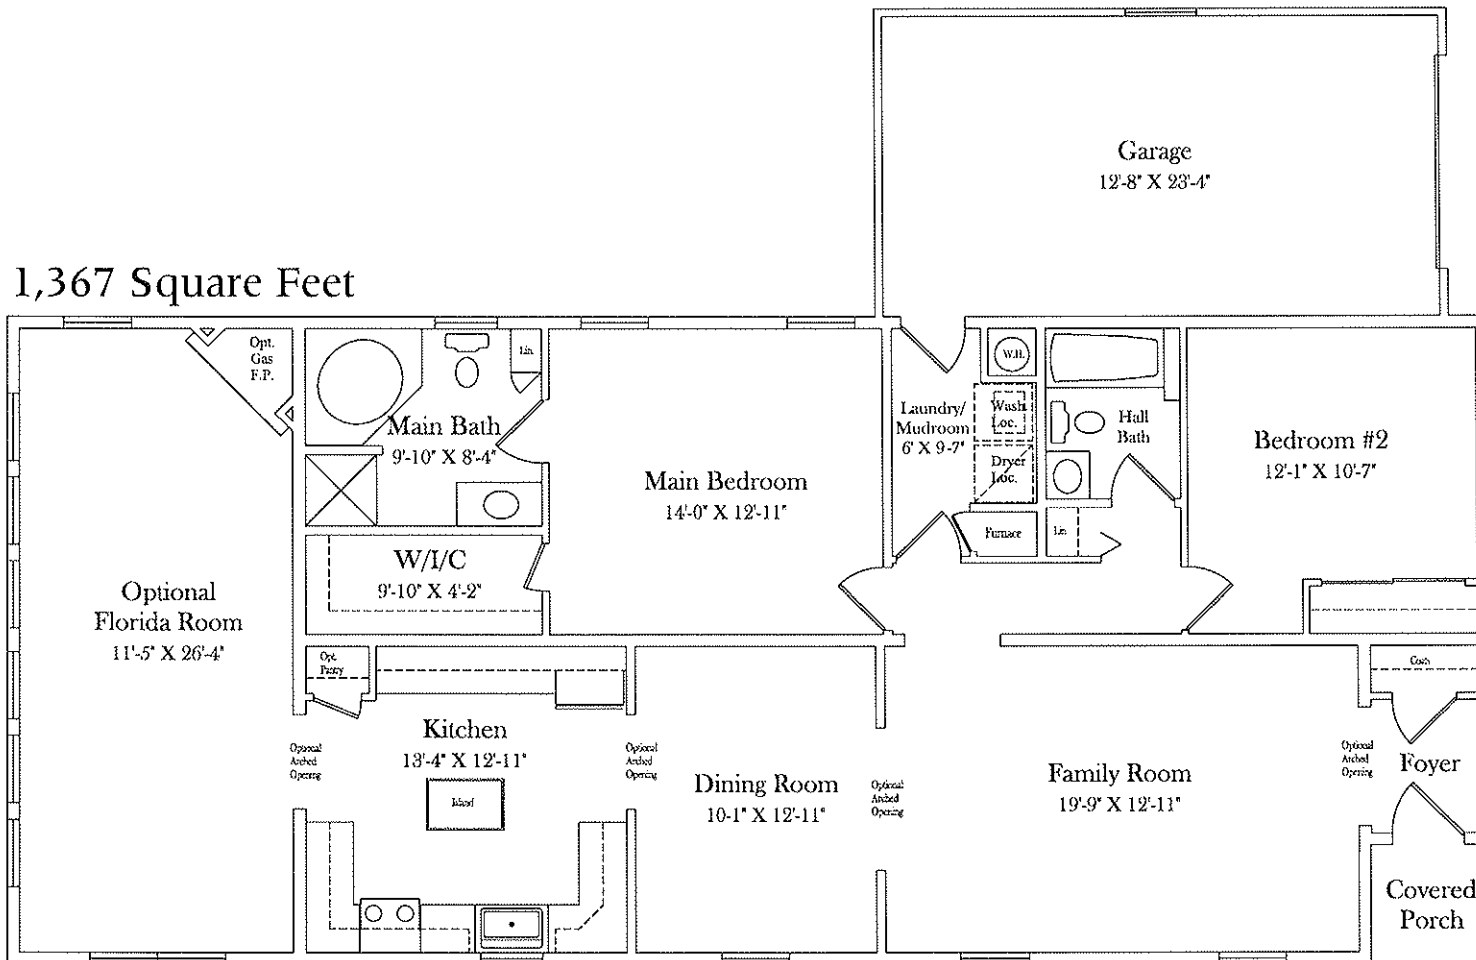 Garage
12'-8" X 23'-4"
1,367 Square Feet
Opt.
Gas
F.P.
Lin.
W.H.
Main Bath
9'-10" X 8'-4"
Laundry/
Mudroom
6' X 9-7"
Wash
Loc.
Dryer
Loc.
Hall
Bath
Bedroom #2
12'-1" X 10'-7"
Main Bedroom
14'-0" X 12'-11"
Furnace
Lin.
W/I/C
9'-10" X 4'-2"
Optional
Florida Room
11'-5" X 26'-4"
Opt.
Pantry
Coats
Kitchen
13'-4" X 12'-11"
Island
Optional
Arched
Opening
Optional
Arched
Opening
Dining Room
10-1" X 12'-11"
Optional
Arched
Opening
Family Room
19'-9" X 12'-11"
Optional
Arched
Opening
Foyer
Covered
Porch